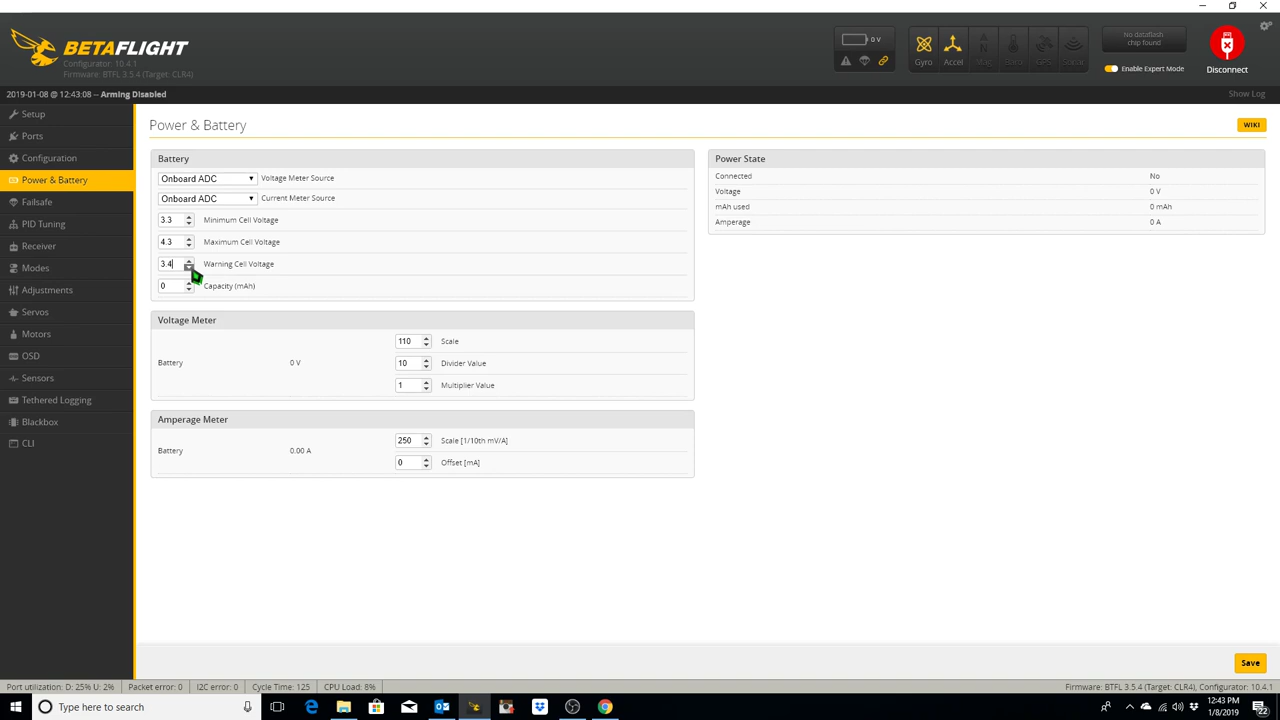 BETAFLIGHT
Configurator: 10.4.1
Firmware: BTFL 3.5.4 (Target: CLR4)
0 V
Gyro
Accel
Mag
Baro
GPS
Sonar
No dataflash
chip found
Enable Expert Mode
Disconnect
2019-01-08 @ 12:43:08 -- Arming Disabled
Show Log
Setup
Ports
Configuration
Power & Battery
Failsafe
PID Tuning
Receiver
Modes
Adjustments
Servos
Motors
OSD
Sensors
Tethered Logging
Blackbox
CLI
Power & Battery
WIKI
Battery
Onboard ADC Voltage Meter Source
Onboard ADC Current Meter Source
3.3 Minimum Cell Voltage
4.3 Maximum Cell Voltage
3.4 Warning Cell Voltage
0 Capacity (mAh)
Power State
Connected No
Voltage 0 V
mAh used 0 mAh
Amperage 0 A
Voltage Meter
110 Scale
Battery 0 V 10 Divider Value
1 Multiplier Value
Amperage Meter
250 Scale [1/10th mV/A]
Battery 0.00 A
0 Offset [mA]
Save
Port utilization: D: 25% U: 2% Packet error: 0 I2C error: 0 Cycle Time: 125 CPU Load: 8% Firmware: BTFL 3.5.4 (Target: CLR4), Configurator: 10.4.1
Type here to search
12:43 PM
1/8/2019
22